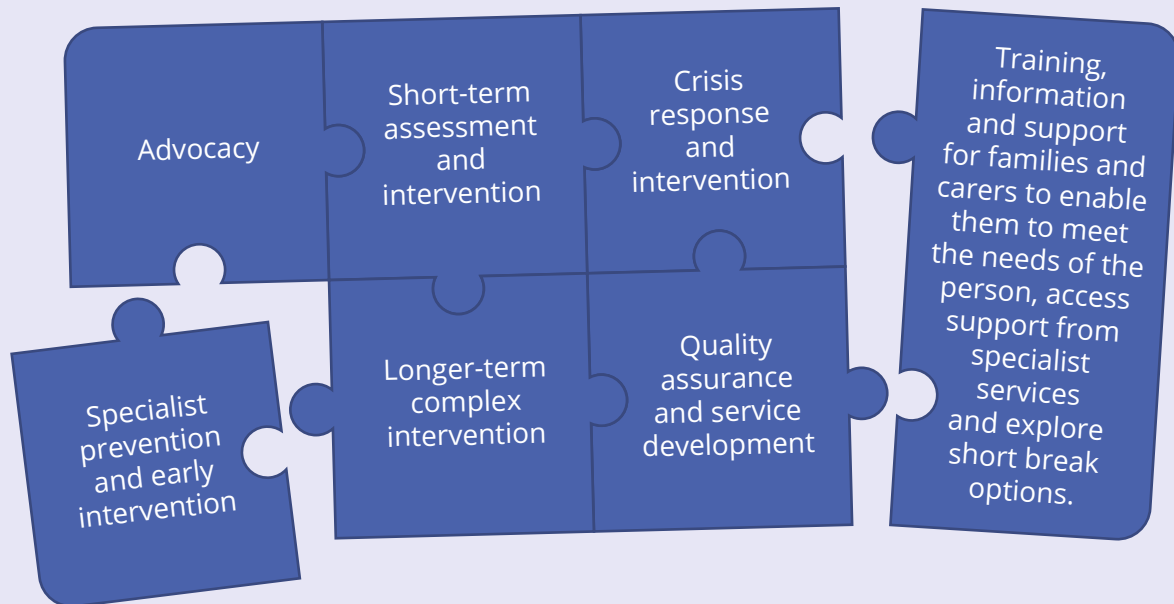 Advocacy
Short-term
assessment
and
intervention
Crisis
response
and
intervention
Training,
information
and support
for families and
carers to enable
them to meet
the needs of the
person, access
support from
specialist
services
and explore
short break
options.
Specialist
prevention
and early
intervention
Longer-term
complex
intervention
Quality
assurance
and service
development